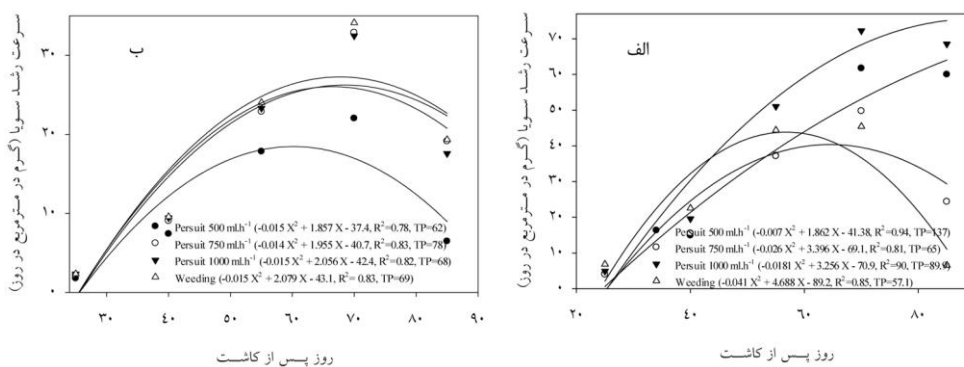 سرعت رشد سویا (گرم در مترمربع در روز)
ب
۳۰
۲۰
۱۰
۰
Persuit 500 ml.h⁻¹ (-0.015 X² + 1.857 X - 37.4, R²=0.78, TP=62)
Persuit 750 ml.h⁻¹ (-0.014 X² + 1.955 X - 40.7, R²=0.83, TP=78)
Persuit 1000 ml.h⁻¹ (-0.015 X² + 2.056 X - 42.4, R²=0.82, TP=68)
Weeding (-0.015 X² + 2.079 X - 43.1, R²= 0.83, TP=69)
۳۰ ۴۰ ۵۰ ۶۰ ۷۰ ۸۰ ۹۰
روز پس از کاشت
سرعت رشد سویا (گرم در مترمربع در روز)
الف
۷۰
۶۰
۵۰
۴۰
۳۰
۲۰
۱۰
۰
Persuit 500 ml.h⁻¹ (-0.007 X² + 1.862 X - 41.38, R²=0.94, TP=137)
Persuit 750 ml.h⁻¹ (-0.026 X² + 3.396 X - 69.1, R²=0.81, TP=65)
Persuit 1000 ml.h⁻¹ (-0.0181 X² + 3.256 X - 70.9, R²=90, TP=89.9)
Weeding (-0.041 X² + 4.688 X - 89.2, R²=0.85, TP=57.1)
۲۰ ۴۰ ۶۰ ۸۰
روز پس از کاشت